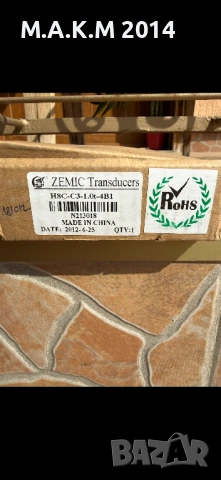 M.A.K.M 2014
ZEMIC Transducers
H8C-C3-1.0t-4B1
N213018
MADE IN CHINA
DATE: 2012-6-25 QTY:1
RoHS
BAZAR